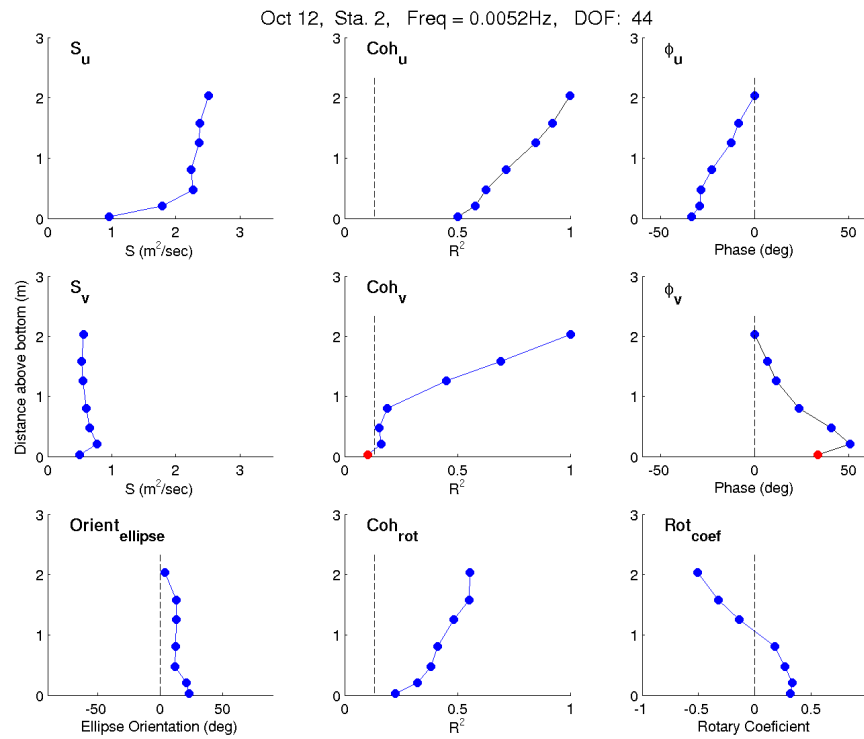 Oct 12, Sta. 2, Freq = 0.0052Hz, DOF: 44
S_u
3
2
1
0
0 1 2 3
S (m^2/sec)
Coh_u
3
2
1
0
0 0.5 1
R^2
ϕ_u
3
2
1
0
-50 0 50
Phase (deg)
Distance above bottom (m)
S_v
3
2
1
0
0 1 2 3
S (m^2/sec)
Coh_v
3
2
1
0
0 0.5 1
R^2
ϕ_v
3
2
1
0
-50 0 50
Phase (deg)
Orient_ellipse
3
2
1
0
-50 0 50
Ellipse Orientation (deg)
Coh_rot
3
2
1
0
0 0.5 1
R^2
Rot_coef
3
2
1
0
-1 -0.5 0 0.5
Rotary Coeficient